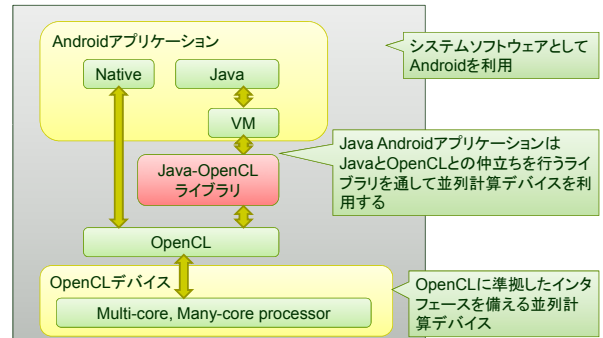 Androidアプリケーション
Native
Java
VM
Java-OpenCL
ライブラリ
OpenCL
OpenCLデバイス
Multi-core, Many-core processor
システムソフトウェアとして
Androidを利用
Java Androidアプリケーションは
JavaとOpenCLとの仲立ちを行うライ
ブラリを通して並列計算デバイスを利
用する
OpenCLに準拠したインタ
フェースを備える並列計
算デバイス